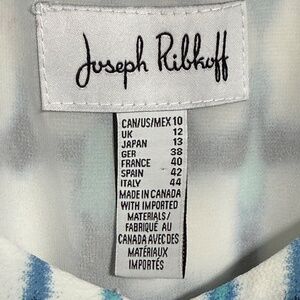 Joseph Ribkoff
CAN/US/MEX 10
UK 12
JAPAN 13
GER 38
FRANCE 40
SPAIN 42
ITALY 44
MADE IN CANADA
WITH IMPORTED
MATERIALS/
FABRIQUÉ AU
CANADA AVEC DES
MATÉRIAUX
IMPORTÉS